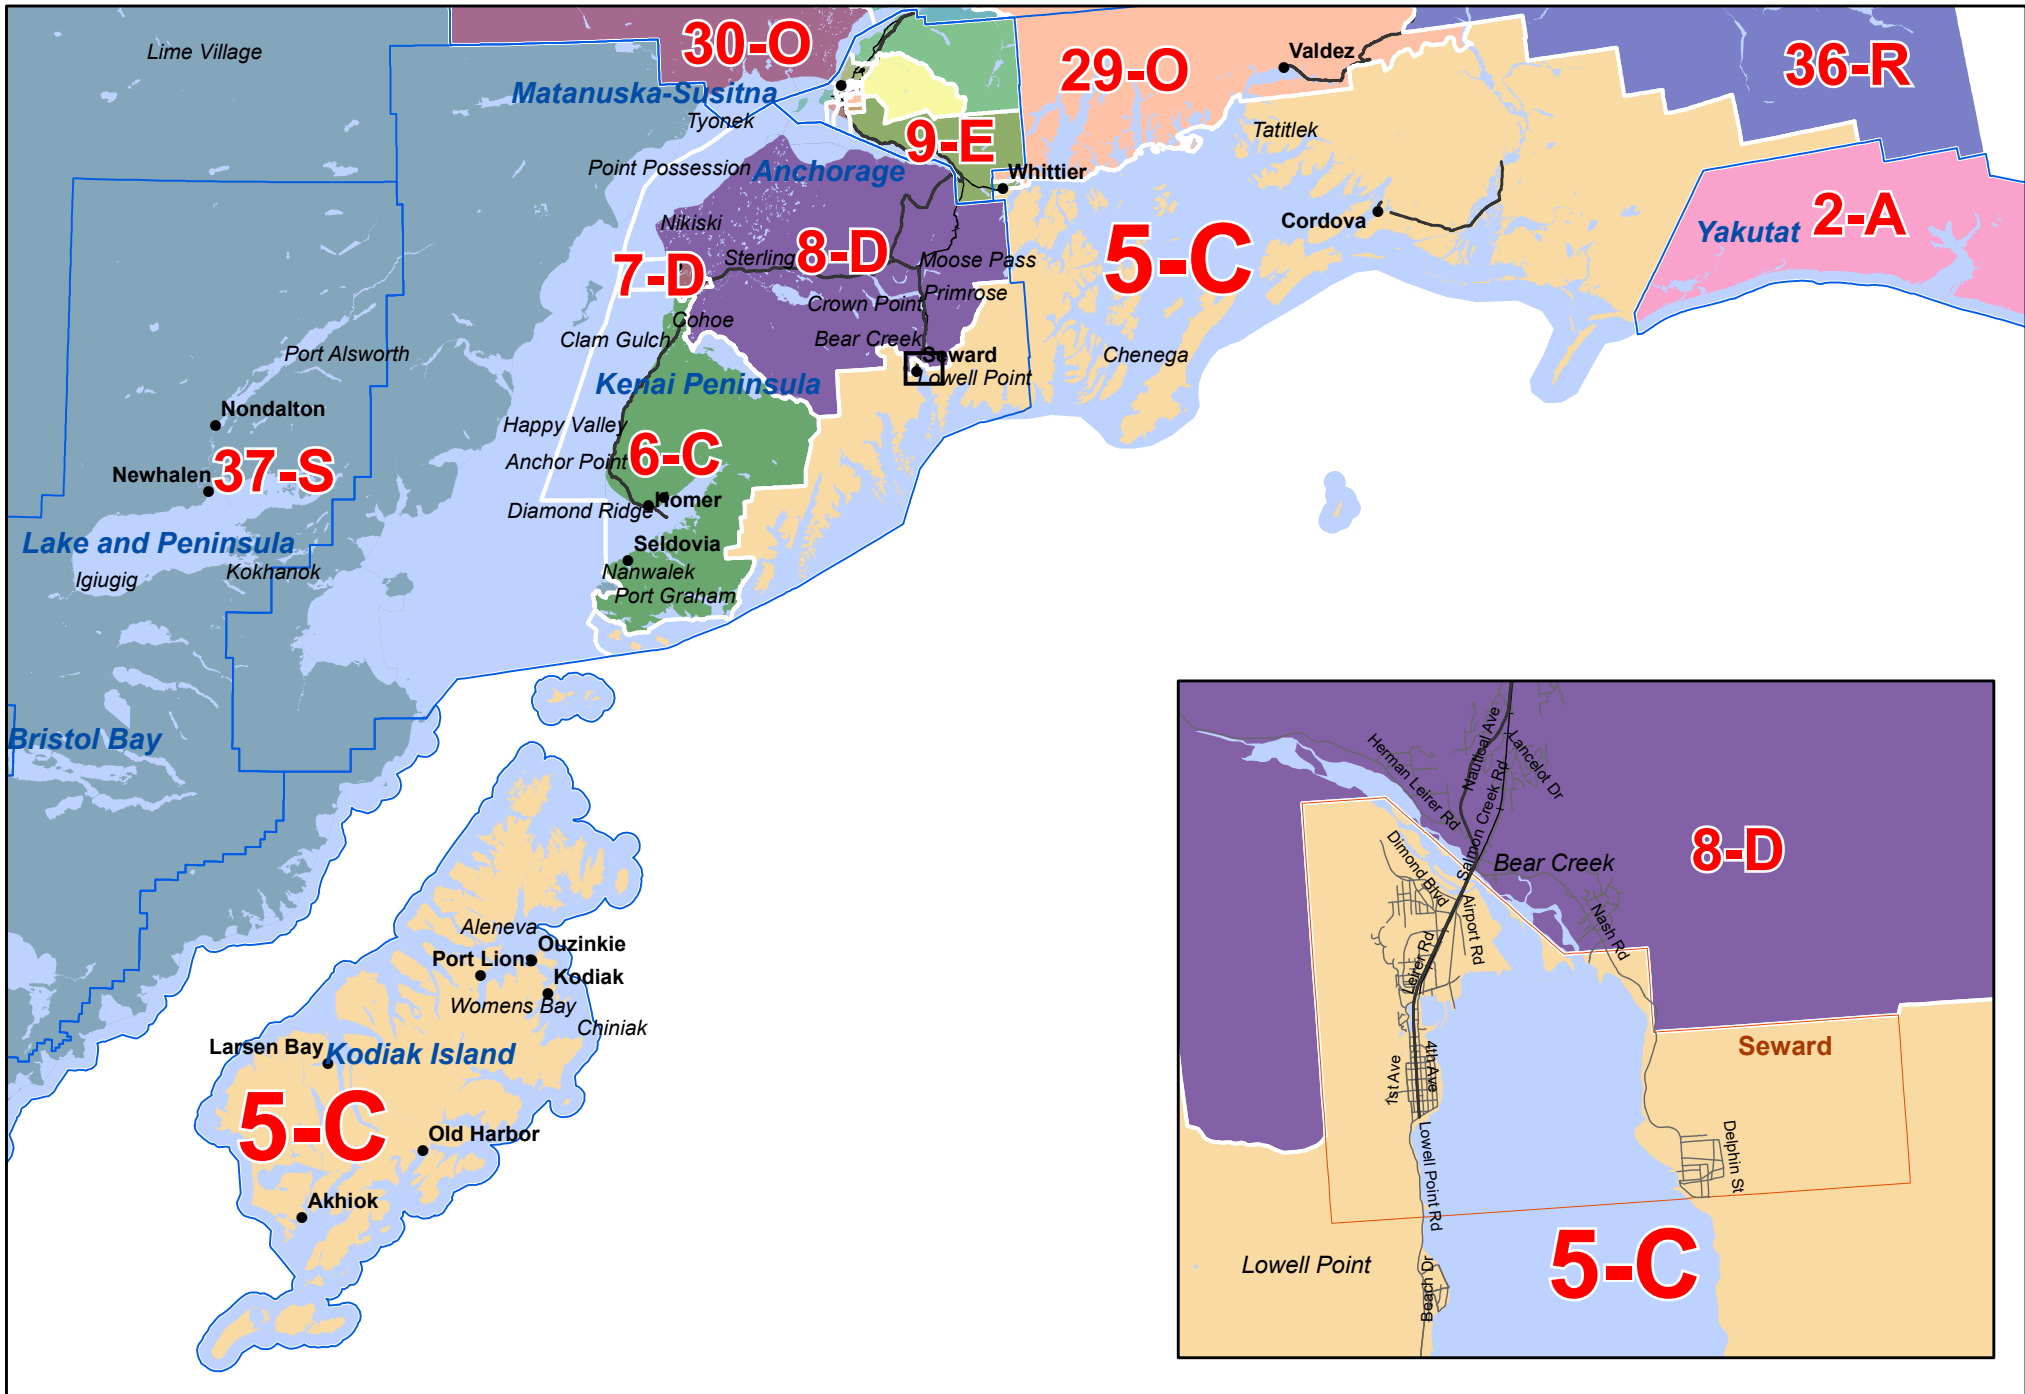 Lime Village
30-O
29-O
Valdez
36-R
Matanuska-Susitna
Tyonek
Tatitlek
9-E
Point Possession
Anchorage
Whittier
Cordova
Yakutat
2-A
Nikiski
Sterling
8-D
Moose Pass
5-C
7-D
Crown Point
Primrose
Cohoe
Clam Gulch
Bear Creek
Seward
Lowell Point
Chenega
Port Alsworth
Kenai Peninsula
Nondalton
Happy Valley
Newhalen
37-S
Anchor Point
6-C
Homer
Diamond Ridge
Lake and Peninsula
Seldovia
Igiugig
Kokhanok
Nanwalek
Port Graham
Bristol Bay
Aleneva
Ouzinkie
Port Lions
Kodiak
Womens Bay
Chiniak
Larsen Bay
Kodiak Island
5-C
Old Harbor
Akhiok
Herman Leirer Rd
Nautical Ave
Lancelot Dr
Salmon Creek Rd
Dimond Blvd
Bear Creek
8-D
Airport Rd
Nash Rd
Leirer Rd
Seward
1st Ave
4th Ave
Lowell Point Rd
Delphin St
Lowell Point
Beach Dr
5-C